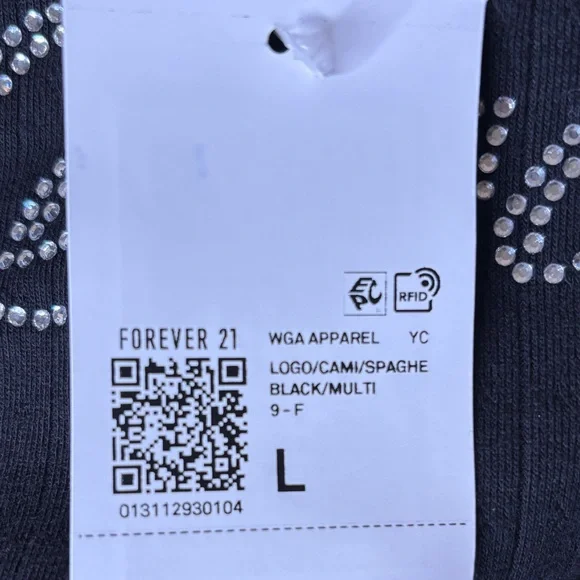 EPC
RFID
FOREVER 21
WGA APPAREL YC
LOGO/CAMI/SPAGHE
BLACK/MULTI
9-F
L
013112930104